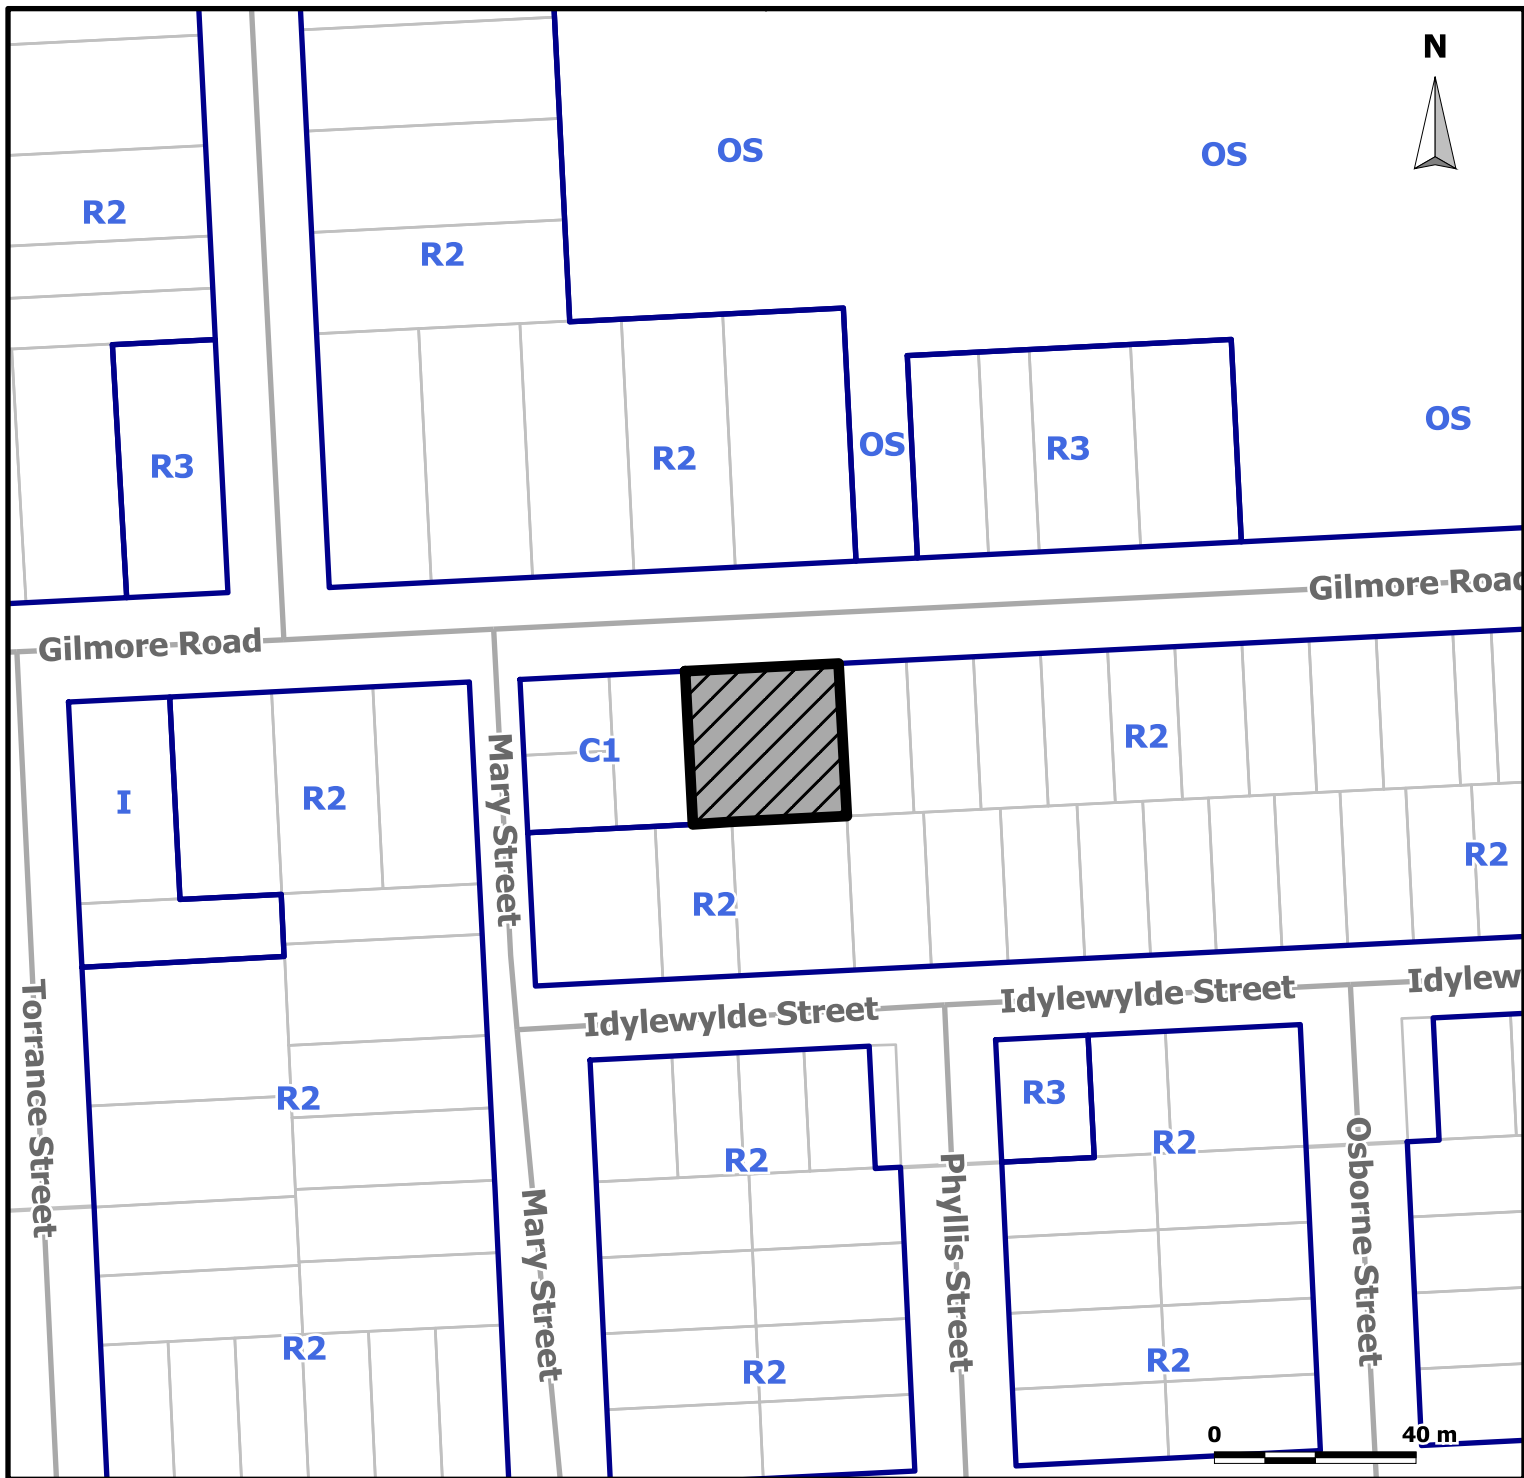 N
OS
OS
R2
R2
OS
OS
R3
R2
R3
Gilmore Road
Gilmore Road
C1
R2
I
R2
Mary Street
R2
R2
Torrance Street
Idylewylde Street
Idylewylde Street
Idylew
R2
R3
R2
R2
Mary Street
Phyllis Street
Osborne Street
R2
R2
R2
0 40 m